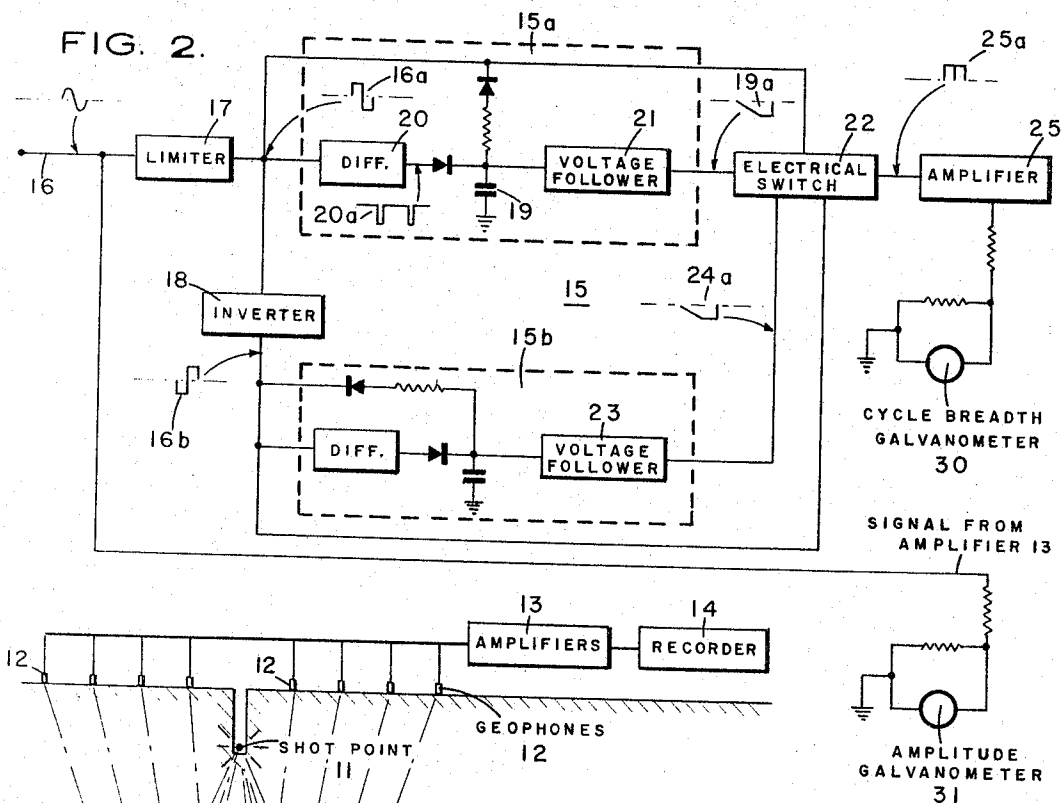 FIG. 2.
15a
25a
16a
19a
17
20
21
22
25
LIMITER
DIFF.
VOLTAGE FOLLOWER
ELECTRICAL SWITCH
AMPLIFIER
16
20a
19
18
INVERTER
15
24a
15b
16b
23
DIFF.
VOLTAGE FOLLOWER
CYCLE BREADTH
GALVANOMETER
30
SIGNAL FROM
AMPLIFIER 13
13
14
AMPLIFIERS
RECORDER
12
12
GEOPHONES
12
SHOT POINT
11
AMPLITUDE
GALVANOMETER
31